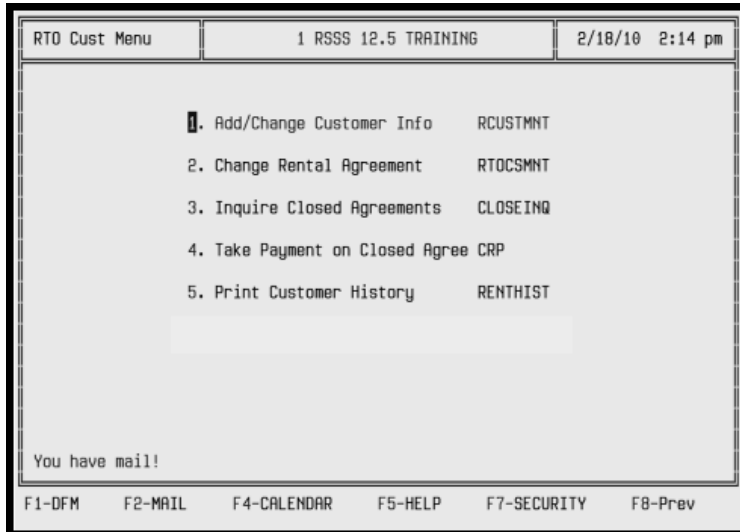 RTO Cust Menu 1 RSSS 12.5 TRAINING 2/18/10 2:14 pm
1. Add/Change Customer Info RCUSTMNT
2. Change Rental Agreement RTOCSMNT
3. Inquire Closed Agreements CLOSEINQ
4. Take Payment on Closed Agree CRP
5. Print Customer History RENTHIST
You have mail!
F1-DFM F2-MAIL F4-CALENDAR F5-HELP F7-SECURITY F8-Prev